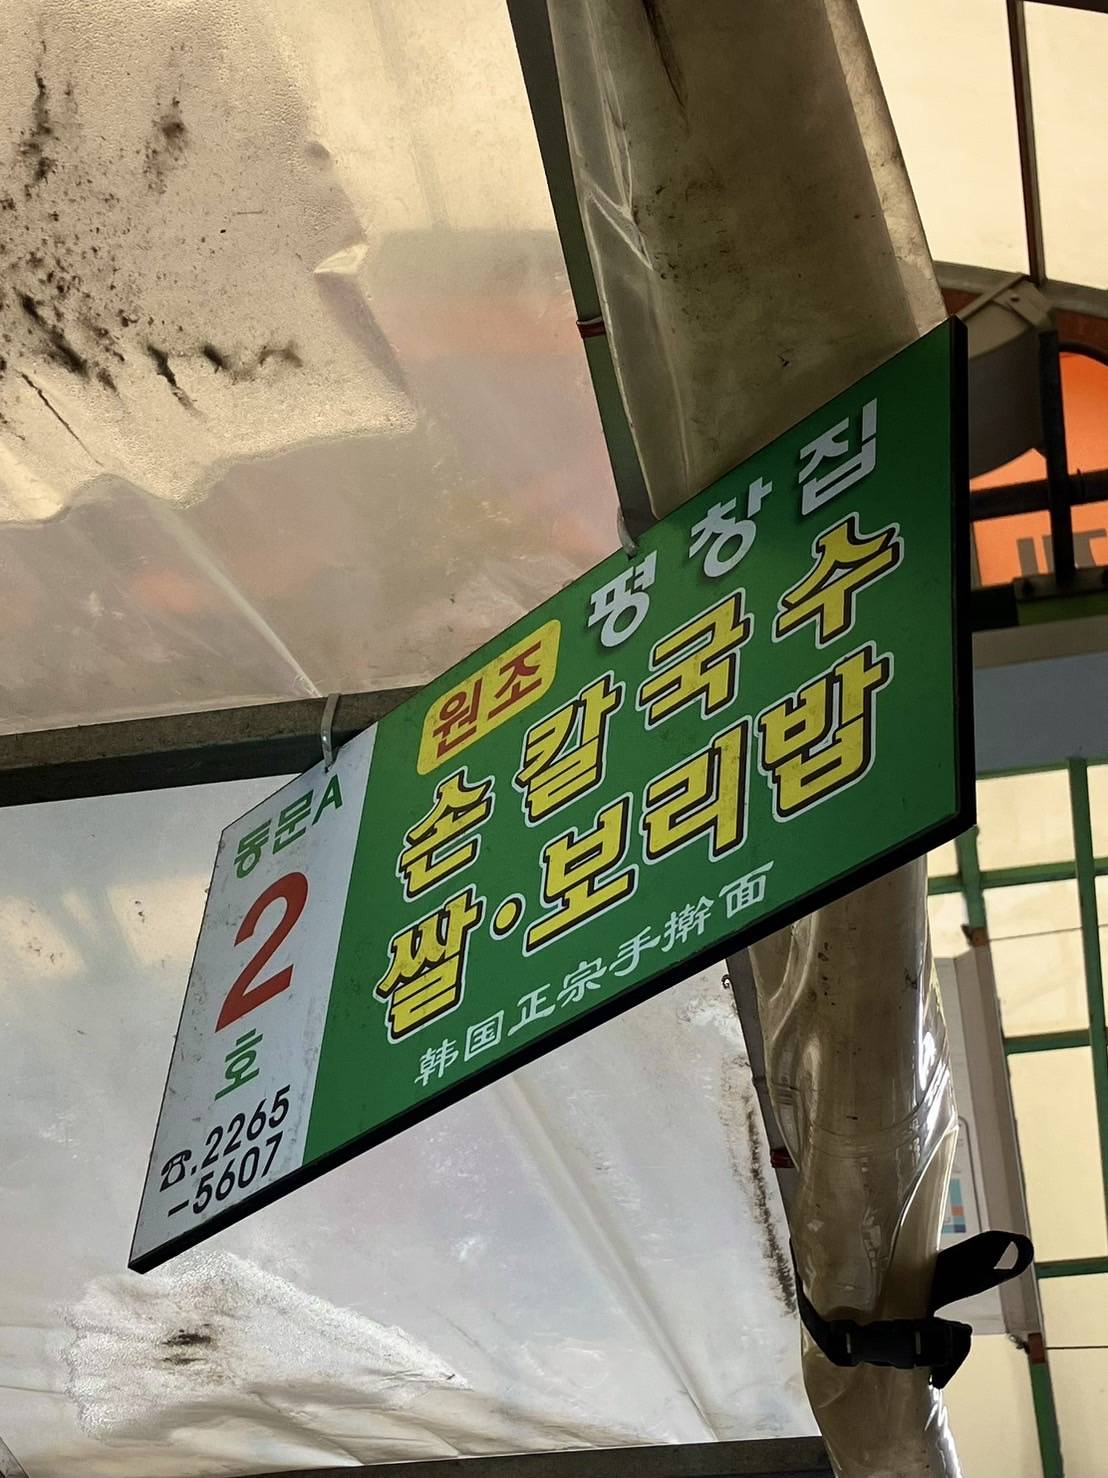 동문A
2
호
☎.2265
-5607
원조 평창집
손칼국수
쌀·보리밥
韩国正宗手擀面